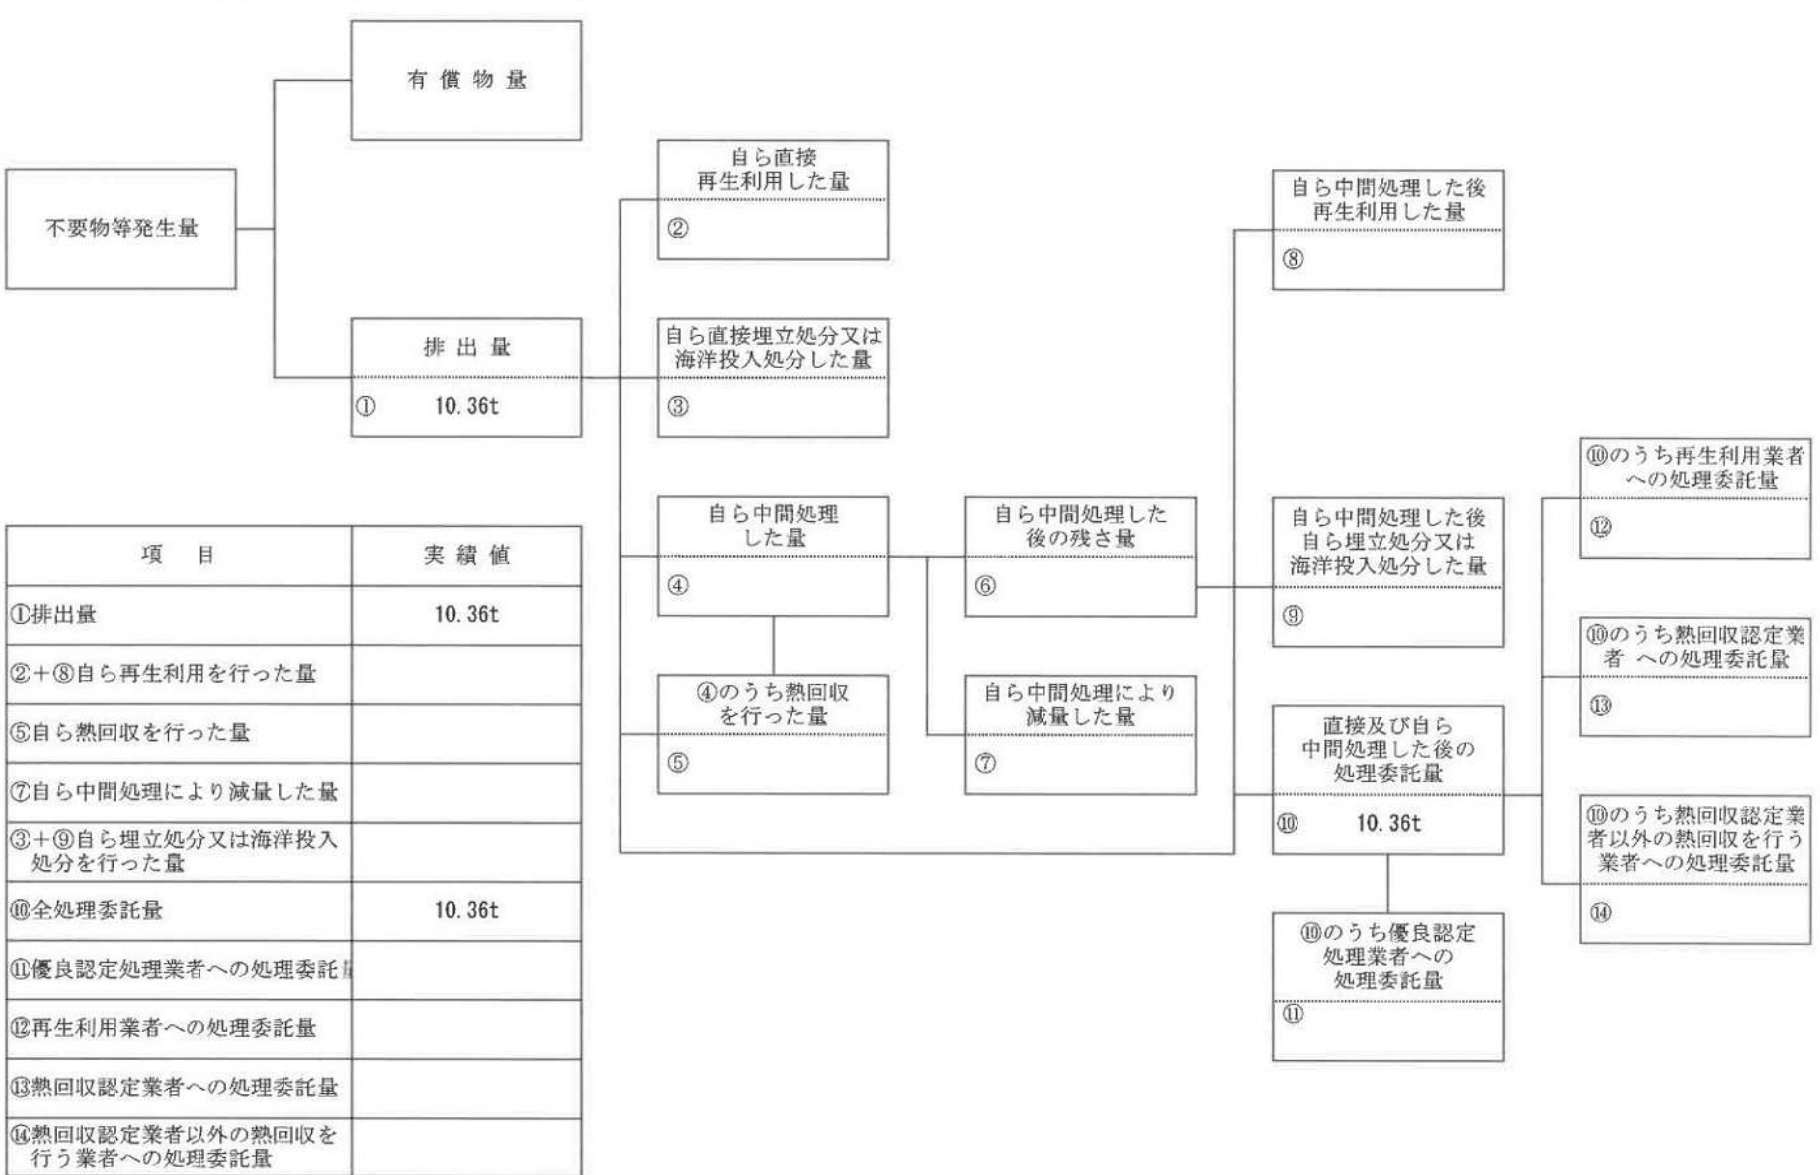 有 償 物 量
不要物等発生量
排 出 量
① 10.36t
自ら直接
再生利用した量
②
自ら直接埋立処分又は
海洋投入処分した量
③
自ら中間処理
した量
④
④のうち熱回収
を行った量
⑤
自ら中間処理した
後の残さ量
⑥
自ら中間処理により
減量した量
⑦
自ら中間処理した後
再生利用した量
⑧
自ら中間処理した後
自ら埋立処分又は
海洋投入処分した量
⑨
直接及び自ら
中間処理した後の
処理委託量
⑩ 10.36t
⑩のうち優良認定
処理業者への
処理委託量
⑪
⑩のうち再生利用業者
への処理委託量
⑫
⑩のうち熱回収認定業
者 への処理委託量
⑬
⑩のうち熱回収認定業
者以外の熱回収を行う
業者への処理委託量
⑭
項 目 実 績 値
①排出量 10.36t
②+⑧自ら再生利用を行った量
⑤自ら熱回収を行った量
⑦自ら中間処理により減量した量
③+⑨自ら埋立処分又は海洋投入
処分を行った量
⑩全処理委託量 10.36t
⑪優良認定処理業者への処理委託量
⑫再生利用業者への処理委託量
⑬熱回収認定業者への処理委託量
⑭熱回収認定業者以外の熱回収を
行う業者への処理委託量